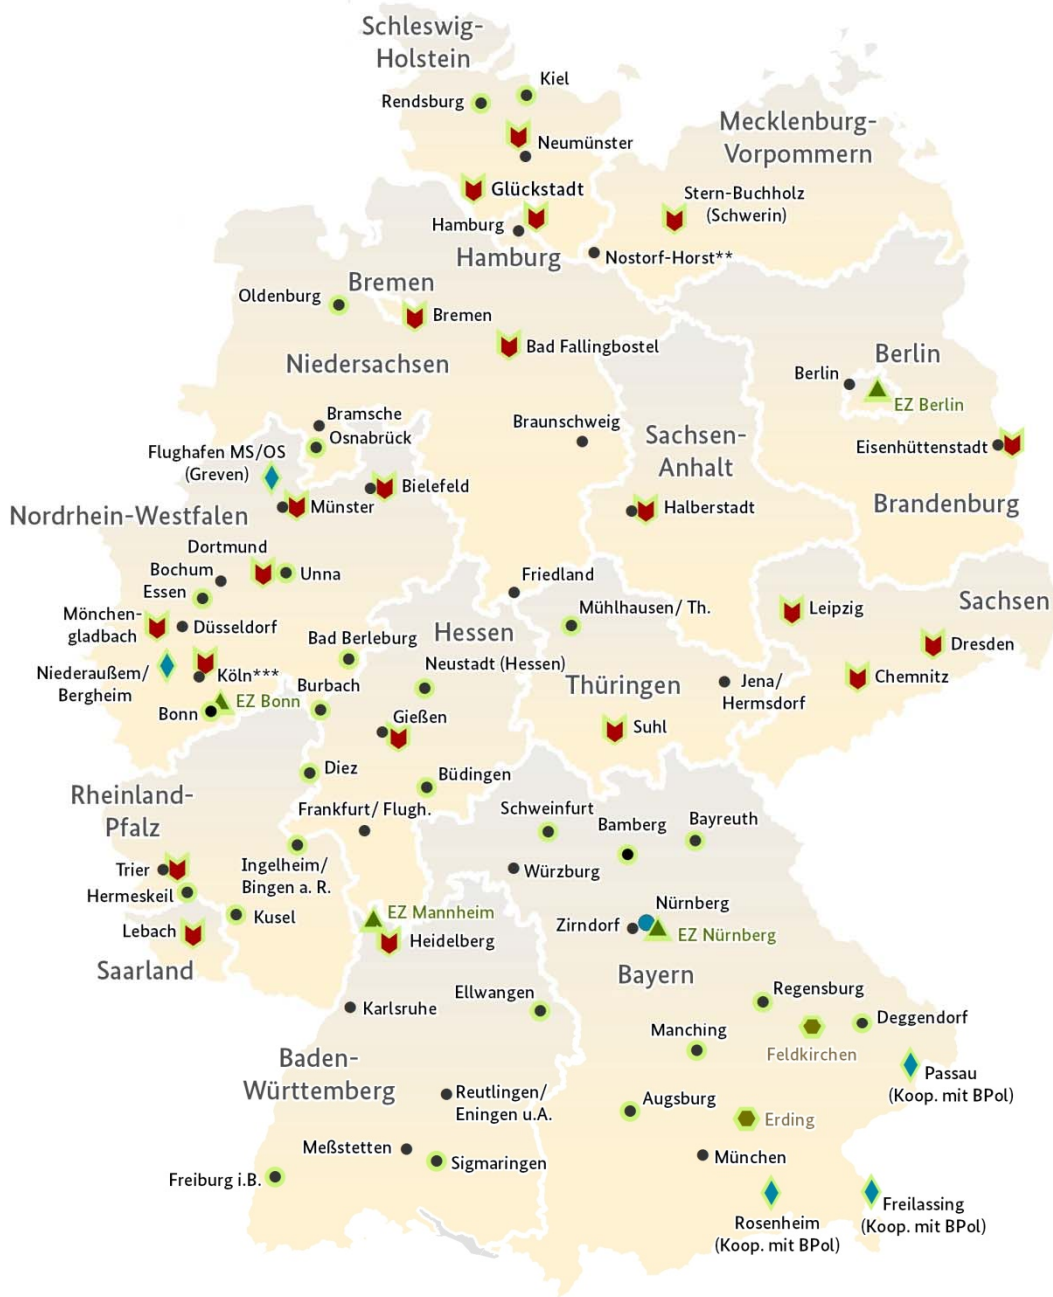 Schleswig-
Holstein
Kiel
Rendsburg
Mecklenburg-
Vorpommern
Neumünster
Glückstadt
Stern-Buchholz
(Schwerin)
Hamburg
Hamburg
Nostorf-Horst**
Bremen
Oldenburg
Bremen
Bad Fallingbostel
Niedersachsen
Berlin
Berlin
EZ Berlin
Bramsche
Osnabrück
Braunschweig
Sachsen-
Anhalt
Eisenhüttenstadt
Flughafen MS/OS
(Greven)
Bielefeld
Münster
Halberstadt
Brandenburg
Nordrhein-Westfalen
Dortmund
Bochum
Unna
Essen
Friedland
Mühlhausen/ Th.
Leipzig
Sachsen
Mönchen-
gladbach
Düsseldorf
Bad Berleburg
Hessen
Dresden
Niederaußem/
Bergheim
Köln***
Neustadt (Hessen)
Thüringen
Jena/
Hermsdorf
Chemnitz
EZ Bonn
Bonn
Burbach
Gießen
Suhl
Diez
Büdingen
Rheinland-
Pfalz
Frankfurt/ Flugh.
Schweinfurt
Bamberg
Bayreuth
Trier
Ingelheim/
Bingen a. R.
Würzburg
Hermeskeil
Kusel
EZ Mannheim
Nürnberg
Lebach
Heidelberg
Zirndorf
EZ Nürnberg
Saarland
Bayern
Karlsruhe
Ellwangen
Regensburg
Deggendorf
Manching
Feldkirchen
Baden-
Württemberg
Passau
(Koop. mit BPol)
Reutlingen/
Eningen u.A.
Augsburg
Erding
Meßstetten
Sigmaringen
München
Freiburg i.B.
Rosenheim
(Koop. mit BPol)
Freilassing
(Koop. mit BPol)